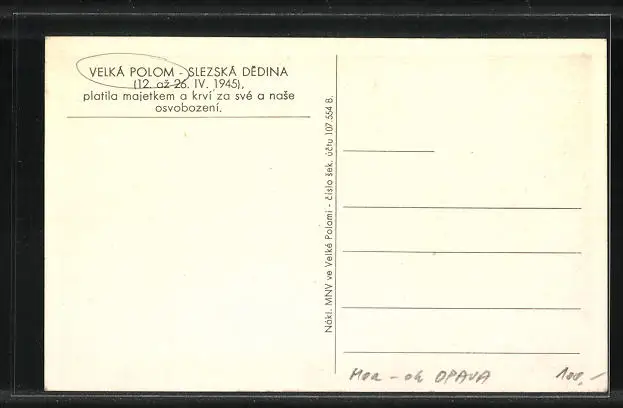 VELKÁ POLOM - SLEZSKÁ DĚDINA
(12. až 26. IV. 1945),
platila majetkem a krví za své a naše
osvobození.
Nákl. MNV ve Velké Polomi - číslo šek. účtu 107.554 B.
Mor - ok OPAVA
100,-